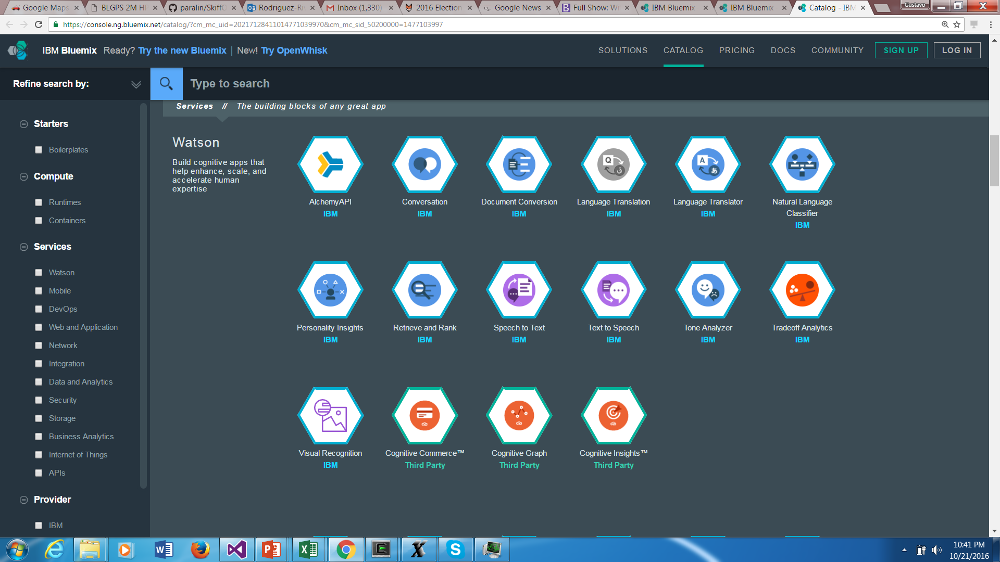 Google Maps
BLGPS 2M HP
paralin/SkiffO
Rodriguez-Ri
Inbox (1,330)
2016 Election
Google News
Full Show: Wi
IBM Bluemix
IBM Bluemix
Catalog - IBM
Gustavo
https://console.ng.bluemix.net/catalog/?cm_mc_uid=20217128411014771039970&cm_mc_sid_50200000=1477103997
IBM Bluemix Ready? Try the new Bluemix | New! Try OpenWhisk
SOLUTIONS CATALOG PRICING DOCS COMMUNITY SIGN UP LOG IN
Refine search by:
Type to search
Starters
Boilerplates
Compute
Runtimes
Containers
Services
Watson
Mobile
DevOps
Web and Application
Network
Integration
Data and Analytics
Security
Storage
Business Analytics
Internet of Things
APIs
Provider
IBM
Services // The building blocks of any great app
Watson
Build cognitive apps that
help enhance, scale, and
accelerate human
expertise
AlchemyAPI
IBM
Conversation
IBM
Document Conversion
IBM
Language Translation
IBM
Language Translator
IBM
Natural Language
Classifier
IBM
Personality Insights
IBM
Retrieve and Rank
IBM
Speech to Text
IBM
Text to Speech
IBM
Tone Analyzer
IBM
Tradeoff Analytics
IBM
Visual Recognition
IBM
Cognitive Commerce™
Third Party
Cognitive Graph
Third Party
Cognitive Insights™
Third Party
10:41 PM
10/21/2016